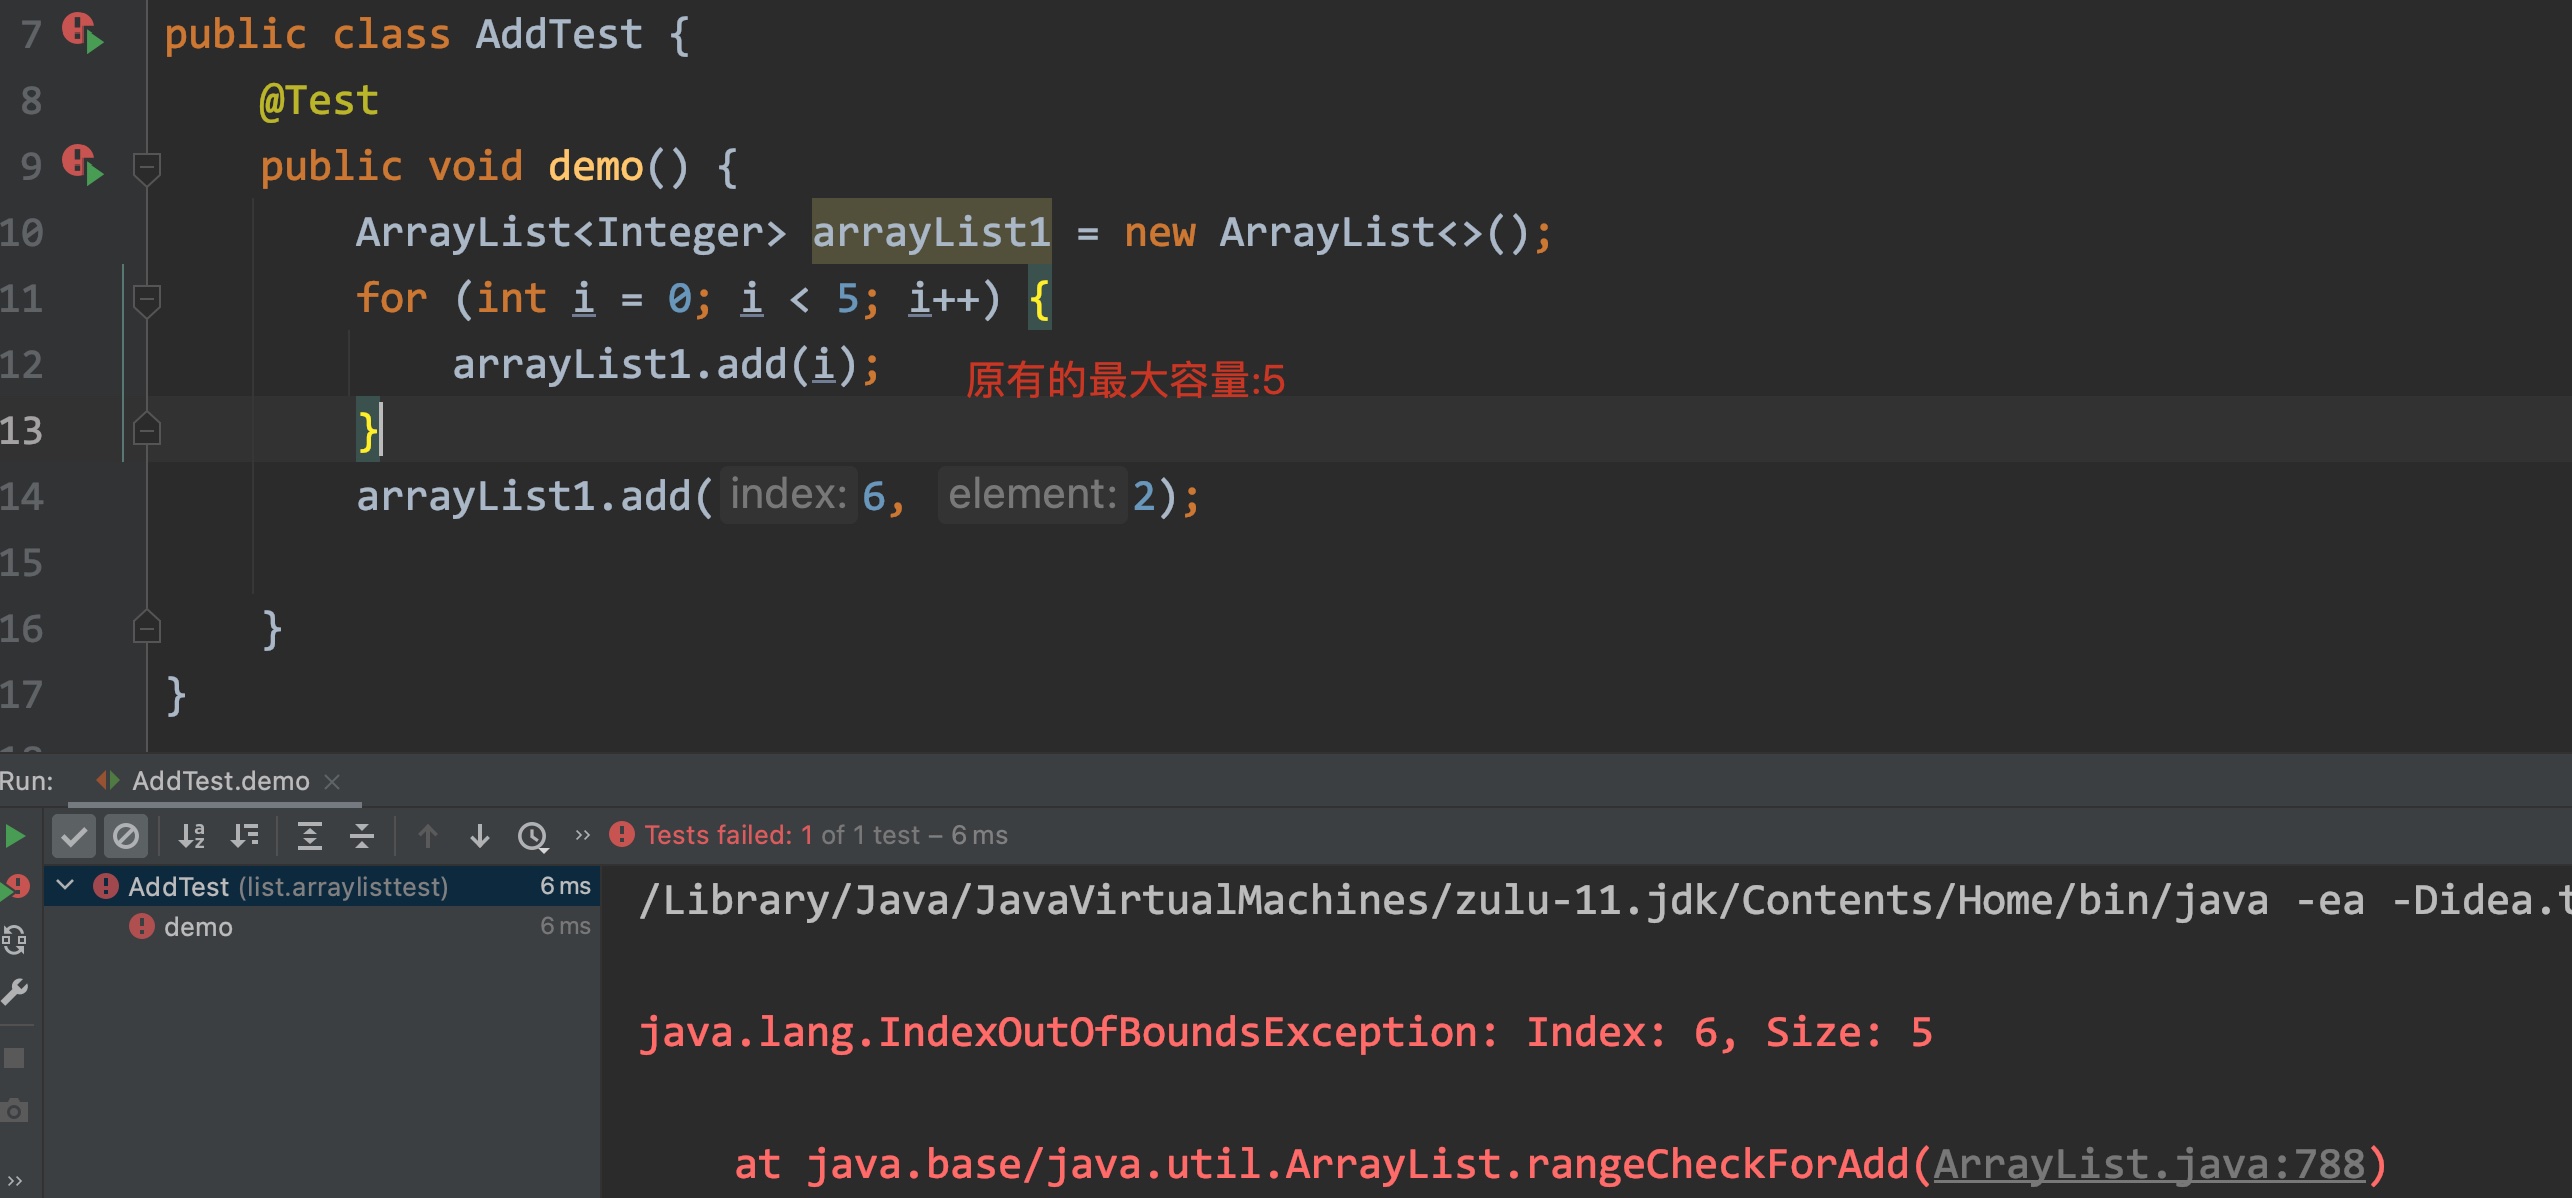 7 public class AddTest {
8 @Test
9 public void demo() {
10 ArrayList<Integer> arrayList1 = new ArrayList<>();
11 for (int i = 0; i < 5; i++) {
12 arrayList1.add(i); 原有的最大容量:5
13 }
14 arrayList1.add( index: 6, element: 2);
15
16 }
17 }
Run: AddTest.demo ×
» Tests failed: 1 of 1 test – 6 ms
AddTest (list.arraylisttest) 6 ms
demo 6 ms
/Library/Java/JavaVirtualMachines/zulu-11.jdk/Contents/Home/bin/java -ea -Didea.t
java.lang.IndexOutOfBoundsException: Index: 6, Size: 5
at java.base/java.util.ArrayList.rangeCheckForAdd(ArrayList.java:788)